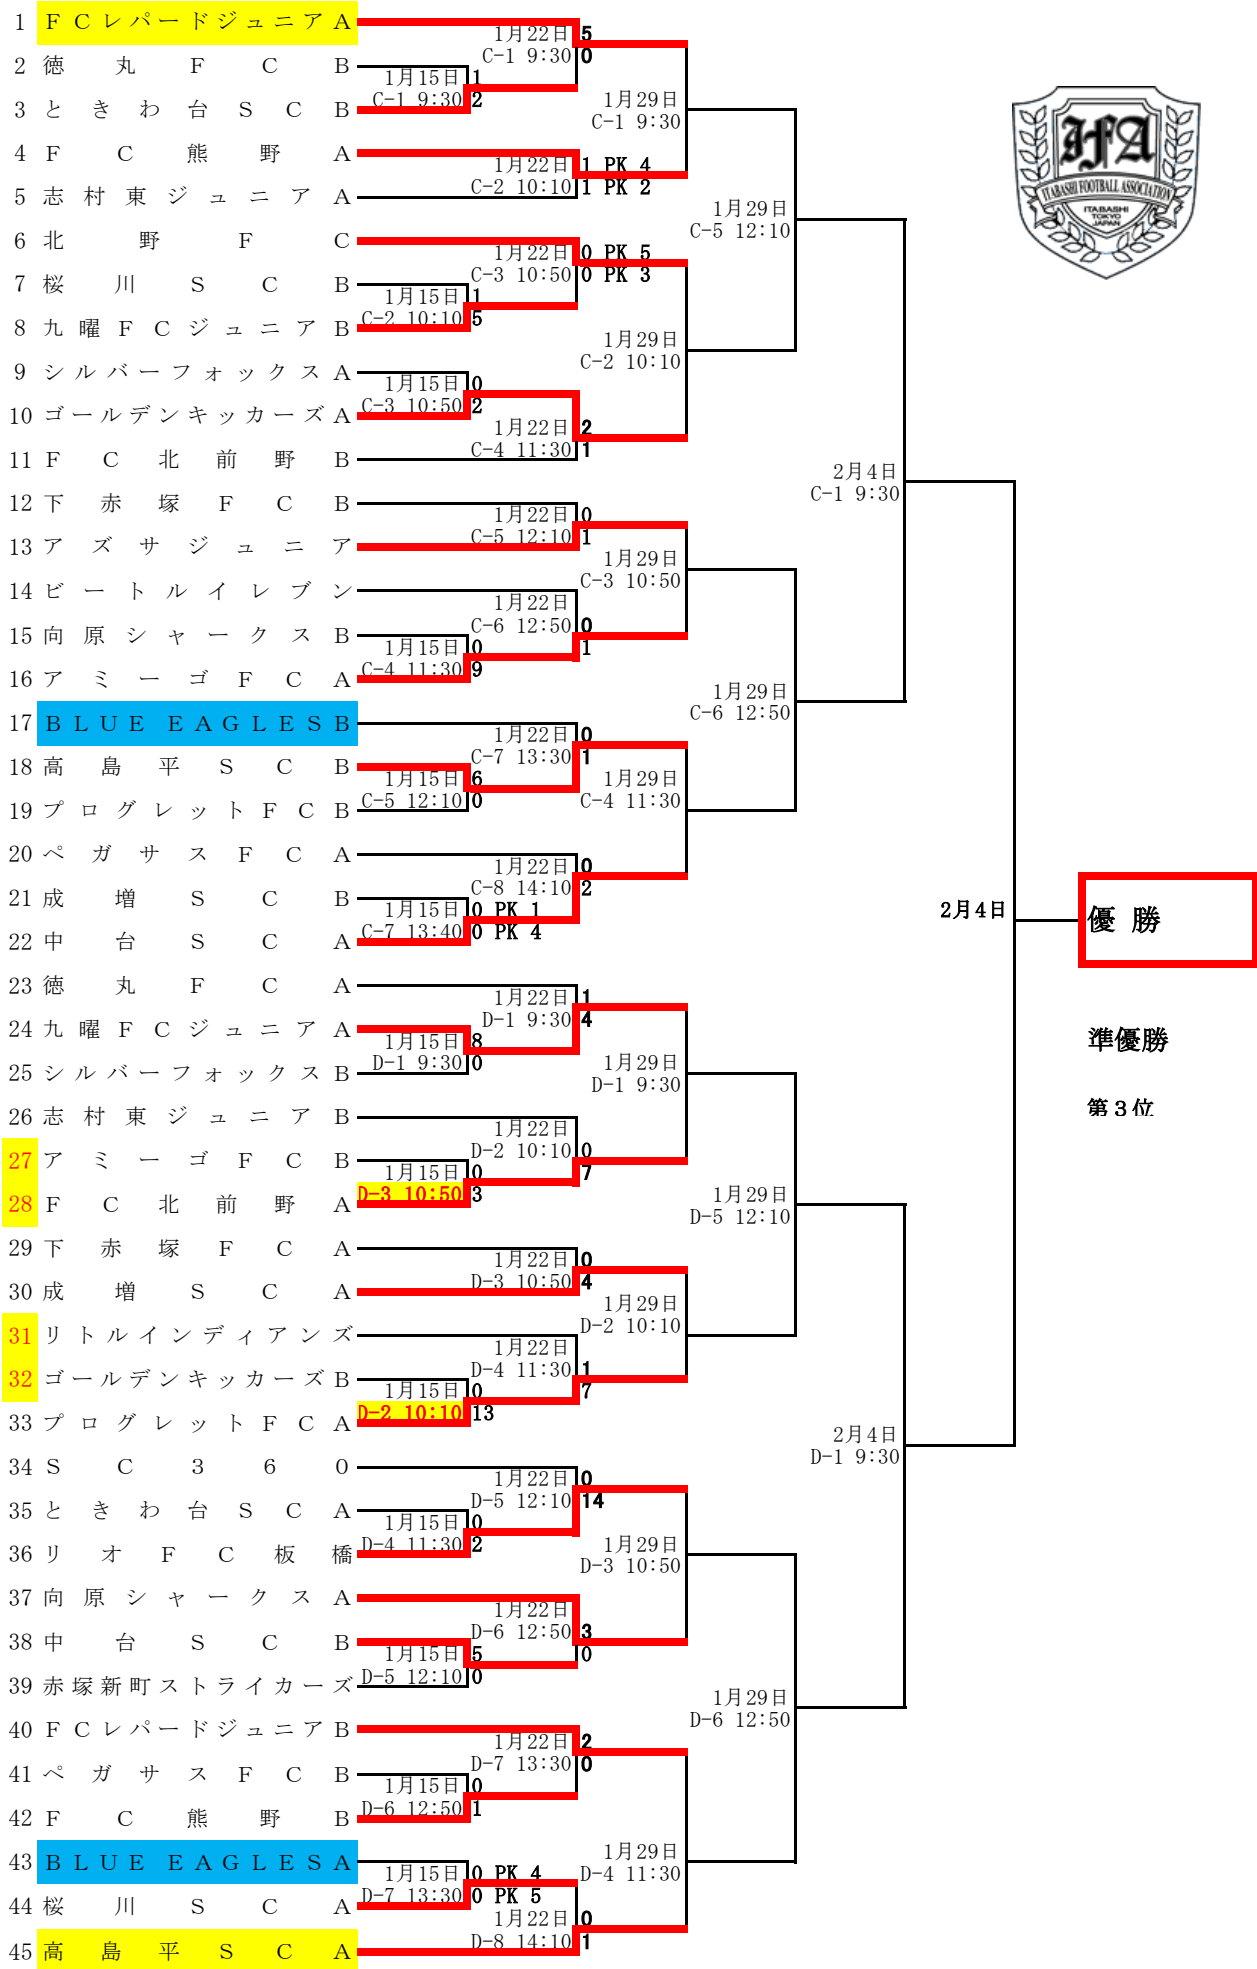 1 ＦＣレパードジュニアＡ
2 徳丸ＦＣＢ
3 ときわ台ＳＣＢ
4 ＦＣ熊野Ａ
5 志村東ジュニアＡ
6 北野ＦＣ
7 桜川ＳＣＢ
8 九曜ＦＣジュニアＢ
9 シルバーフォックスＡ
10 ゴールデンキッカーズＡ
11 ＦＣ北前野Ｂ
12 下赤塚ＦＣＢ
13 アズサジュニア
14 ビートルイレブン
15 向原シャークスＢ
16 アミーゴＦＣＡ
17 ＢＬＵＥ ＥＡＧＬＥＳＢ
18 高島平ＳＣＢ
19 プログレットＦＣＢ
20 ペガサスＦＣＡ
21 成増ＳＣＢ
22 中台ＳＣＡ
23 徳丸ＦＣＡ
24 九曜ＦＣジュニアＡ
25 シルバーフォックスＢ
26 志村東ジュニアＢ
27 アミーゴＦＣＢ
28 ＦＣ北前野Ａ
29 下赤塚ＦＣＡ
30 成増ＳＣＡ
31 リトルインディアンズ
32 ゴールデンキッカーズＢ
33 プログレットＦＣＡ
34 ＳＣ３６０
35 ときわ台ＳＣＡ
36 リオＦＣ板橋
37 向原シャークスＡ
38 中台ＳＣＢ
39 赤塚新町ストライカーズ
40 ＦＣレパードジュニアＢ
41 ペガサスＦＣＢ
42 ＦＣ熊野Ｂ
43 ＢＬＵＥ ＥＡＧＬＥＳＡ
44 桜川ＳＣＡ
45 高島平ＳＣＡ
1月15日 1
C-1 9:30 2
1月15日 1
C-2 10:10 5
1月15日 0
C-3 10:50 2
1月15日 0
C-4 11:30 9
1月15日 6
C-5 12:10 0
1月15日 0 PK 1
C-7 13:40 0 PK 4
1月15日 8
D-1 9:30 0
1月15日 0
D-3 10:50 3
1月15日 0
D-2 10:10 13
1月15日 0
D-4 11:30 2
1月15日 5
D-5 12:10 0
1月15日 0
D-6 12:50 1
1月15日 0 PK 4
D-7 13:30 0 PK 5
1月22日 5
C-1 9:30 0
1月22日 1 PK 4
C-2 10:10 1 PK 2
1月22日 0 PK 5
C-3 10:50 0 PK 3
1月22日 2
C-4 11:30 1
1月22日 0
C-5 12:10 1
1月22日
C-6 12:50 0
1
1月22日 0
C-7 13:30 1
1月22日 0
C-8 14:10 2
1月22日 1
D-1 9:30 4
1月22日
D-2 10:10 0
7
1月22日 0
D-3 10:50 4
1月22日
D-4 11:30 1
7
1月22日 0
D-5 12:10 14
1月22日
D-6 12:50 3
0
1月22日 2
D-7 13:30 0
1月22日 0
D-8 14:10 1
1月29日
C-1 9:30
1月29日
C-2 10:10
1月29日
C-3 10:50
1月29日
C-4 11:30
1月29日
D-1 9:30
1月29日
D-2 10:10
1月29日
D-3 10:50
1月29日
D-4 11:30
1月29日
C-5 12:10
1月29日
C-6 12:50
1月29日
D-5 12:10
1月29日
D-6 12:50
2月4日
C-1 9:30
2月4日
D-1 9:30
2月4日
優 勝
準優勝
第３位
IFA
ITABASHI FOOTBALL ASSOCIATION
ITABASHI
TOKYO
JAPAN